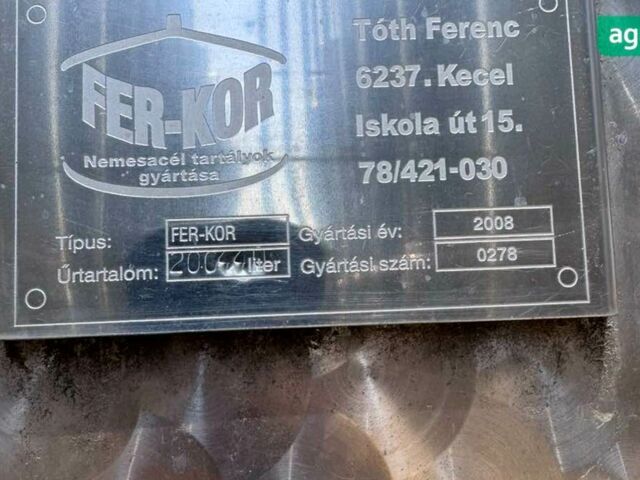 Tóth Ferenc
6237.Kecel
Iskola út 15.
78/421-030
FER-KOR
Nemesacél tartályok
gyártása
Típus: FER-KOR
Gyártási év: 2008
Űrtartalom: liter
Gyártási szám: 0278
ag